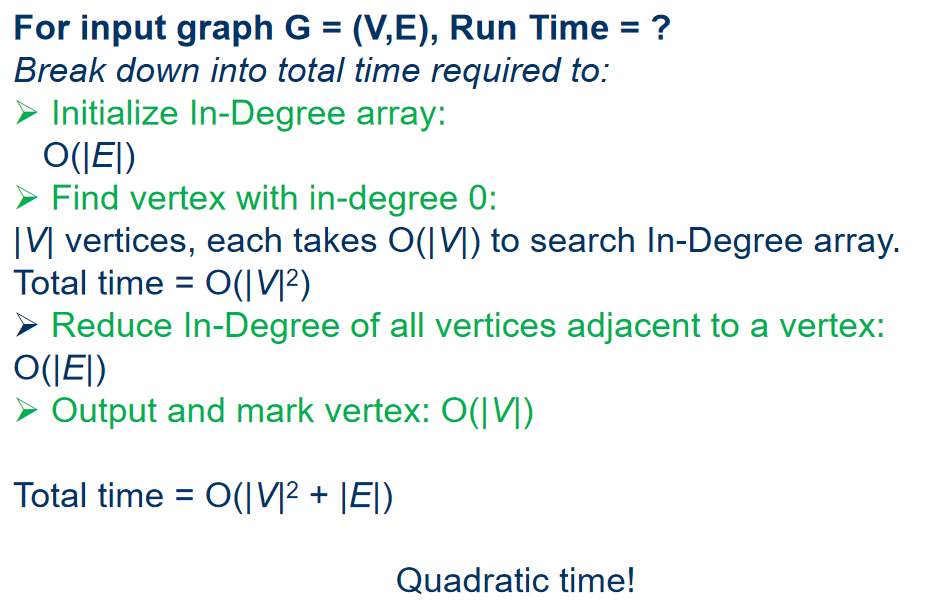 For input graph G = (V,E), Run Time = ?
Break down into total time required to:
➢ Initialize In-Degree array:
O(|E|)
➢ Find vertex with in-degree 0:
|V| vertices, each takes O(|V|) to search In-Degree array.
Total time = O(|V|²)
➢ Reduce In-Degree of all vertices adjacent to a vertex:
O(|E|)
➢ Output and mark vertex: O(|V|)
Total time = O(|V|² + |E|)
Quadratic time!